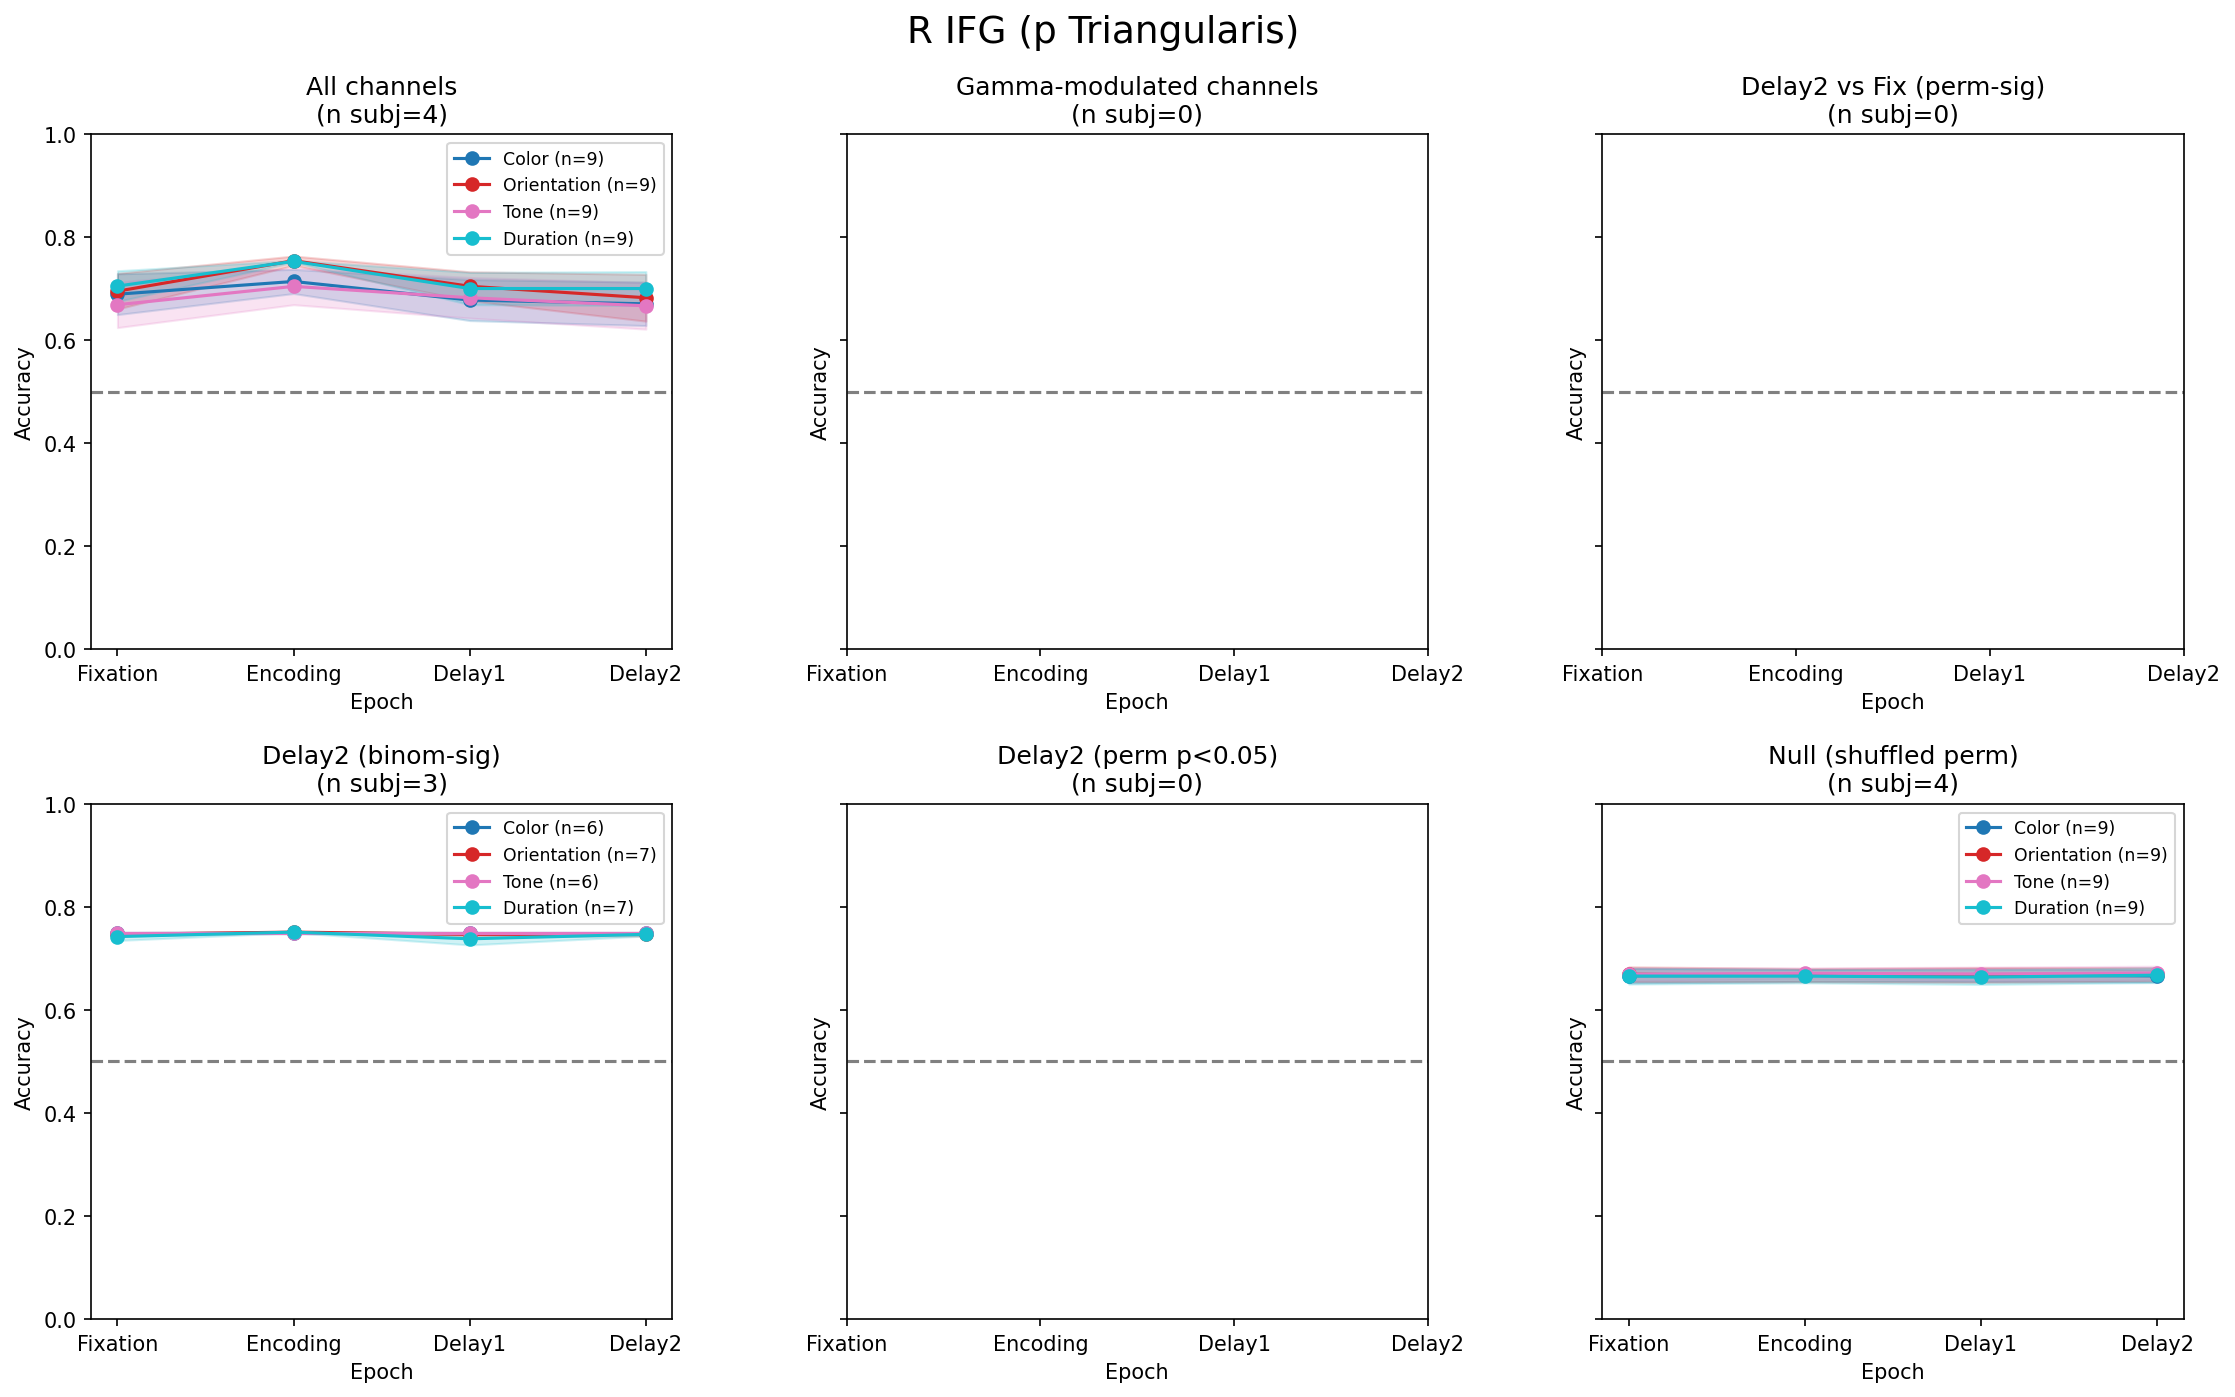 R IFG (p Triangularis)
All channels
(n subj=4)
Gamma-modulated channels
(n subj=0)
Delay2 vs Fix (perm-sig)
(n subj=0)
Accuracy
1.0
0.8
0.6
0.4
0.2
0.0
Color (n=9)
Orientation (n=9)
Tone (n=9)
Duration (n=9)
Fixation Encoding Delay1 Delay2
Epoch
Accuracy
Fixation Encoding Delay1 Delay2
Epoch
Accuracy
Fixation Encoding Delay1 Delay2
Epoch
Delay2 (binom-sig)
(n subj=3)
Delay2 (perm p<0.05)
(n subj=0)
Null (shuffled perm)
(n subj=4)
Accuracy
1.0
0.8
0.6
0.4
0.2
0.0
Color (n=6)
Orientation (n=7)
Tone (n=6)
Duration (n=7)
Fixation Encoding Delay1 Delay2
Epoch
Accuracy
Fixation Encoding Delay1 Delay2
Epoch
Accuracy
Color (n=9)
Orientation (n=9)
Tone (n=9)
Duration (n=9)
Fixation Encoding Delay1 Delay2
Epoch